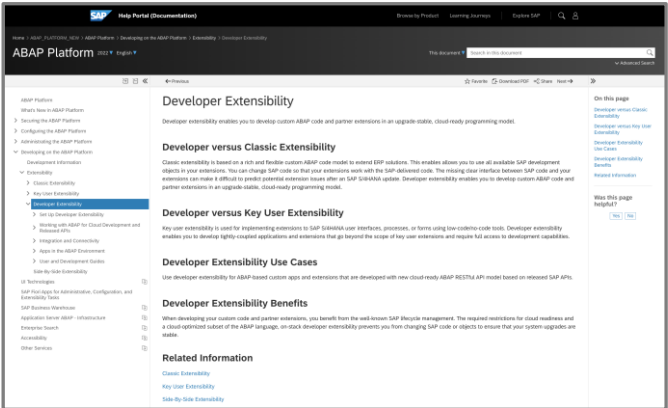 SAP Help Portal (Documentation)
Browse by Product Learning Journeys Explore SAP
Home / ABAP_PLATFORM_NEW / ABAP Platform / Developing on the ABAP Platform / Extensibility / Developer Extensibility
ABAP Platform 2022 English
This document Search in this document
Advanced Search
Previous
Favorite Download PDF Share Next
ABAP Platform
What's New in ABAP Platform
Securing the ABAP Platform
Configuring the ABAP Platform
Administrating the ABAP Platform
Developing on the ABAP Platform
Development Information
Extensibility
Classic Extensibility
Key User Extensibility
Developer Extensibility
Set Up Developer Extensibility
Working with ABAP for Cloud Development and
Released APIs
Integration and Connectivity
Apps in the ABAP Environment
User and Development Guides
Side-By-Side Extensibility
UI Technologies
SAP Fiori Apps for Administrative, Configuration, and
Extensibility Tasks
SAP Business Warehouse
Application Server ABAP - Infrastructure
Enterprise Search
Accessibility
Other Services
Developer Extensibility
Developer extensibility enables you to develop custom ABAP code and partner extensions in an upgrade-stable, cloud-ready programming model.
Developer versus Classic Extensibility
Classic extensibility is based on a rich and flexible custom ABAP code model to extend ERP solutions. This enables allows you to use all available SAP development
objects in your extensions. You can change SAP code so that your extensions work with the SAP-delivered code. The missing clear interface between SAP code and your
extensions can make it difficult to predict potential extension issues after an SAP S/4HANA update. Developer extensibility enables you to develop custom ABAP code and
partner extensions in an upgrade-stable, cloud-ready programming model.
Developer versus Key User Extensibility
Key user extensibility is used for implementing extensions to SAP S/4HANA user interfaces, processes, or forms using low-code/no-code tools. Developer extensibility
enables you to develop tightly-coupled applications and extensions that go beyond the scope of key user extensions and require full access to development capabilities.
Developer Extensibility Use Cases
Use developer extensibility for ABAP-based custom apps and extensions that are developed with new cloud-ready ABAP RESTful API model based on released SAP APIs.
Developer Extensibility Benefits
When developing your custom code and partner extensions, you benefit from the well-known SAP lifecycle management. The required restrictions for cloud readiness and
a cloud-optimized subset of the ABAP language, on-stack developer extensibility prevents you from changing SAP code or objects to ensure that your system upgrades are
stable.
Related Information
Classic Extensibility
Key User Extensibility
Side-By-Side Extensibility
On this page
Developer versus Classic
Extensibility
Developer versus Key User
Extensibility
Developer Extensibility
Use Cases
Developer Extensibility
Benefits
Related Information
Was this page
helpful?
Yes No